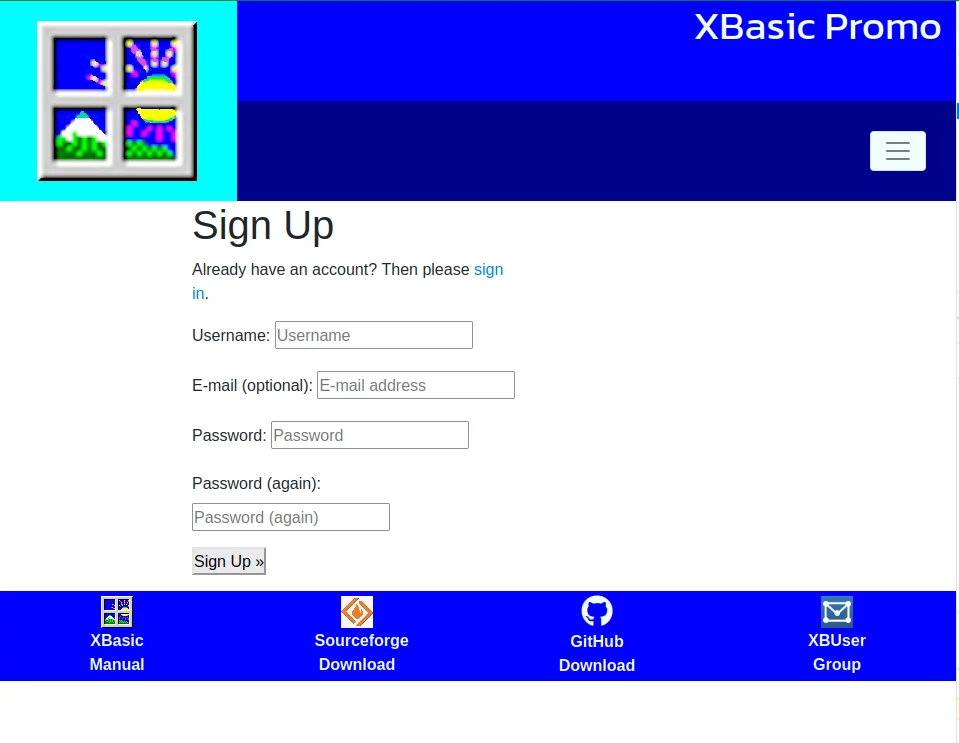 XBasic Promo
Sign Up
Already have an account? Then please sign
in.
Username: Username
E-mail (optional): E-mail address
Password: Password
Password (again):
Password (again)
Sign Up »
XBasic
Manual
Sourceforge
Download
GitHub
Download
XBUser
Group